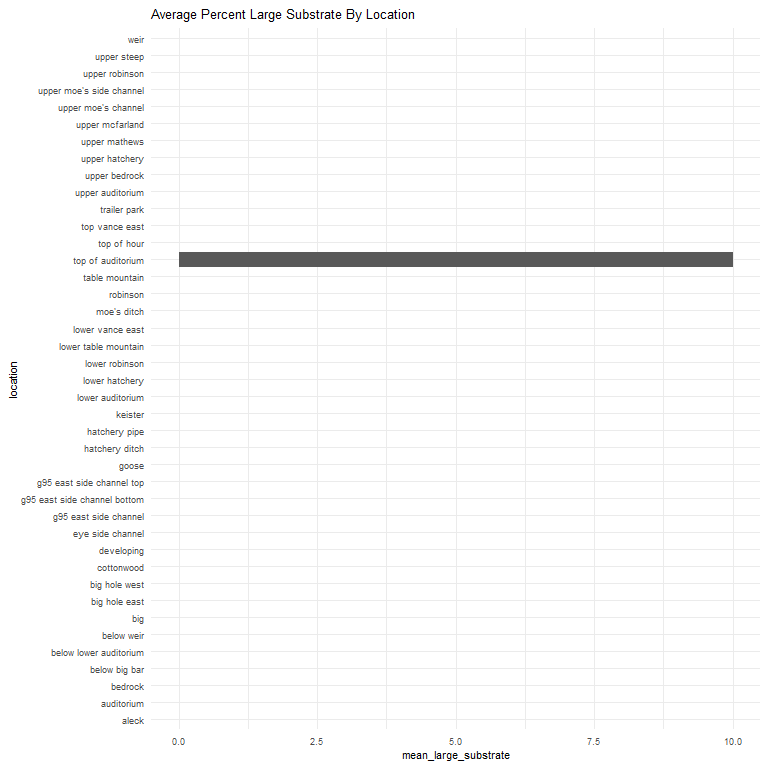 Average Percent Large Substrate By Location
weir
upper steep
upper robinson
upper moe's side channel
upper moe's channel
upper mcfarland
upper mathews
upper hatchery
upper bedrock
upper auditorium
trailer park
top vance east
top of hour
top of auditorium
table mountain
robinson
moe's ditch
lower vance east
lower table mountain
lower robinson
lower hatchery
lower auditorium
keister
hatchery pipe
hatchery ditch
goose
g95 east side channel top
g95 east side channel bottom
g95 east side channel
eye side channel
developing
cottonwood
big hole west
big hole east
big
below weir
below lower auditorium
below big bar
bedrock
auditorium
aleck
location
0.0 2.5 5.0 7.5 10.0
mean_large_substrate